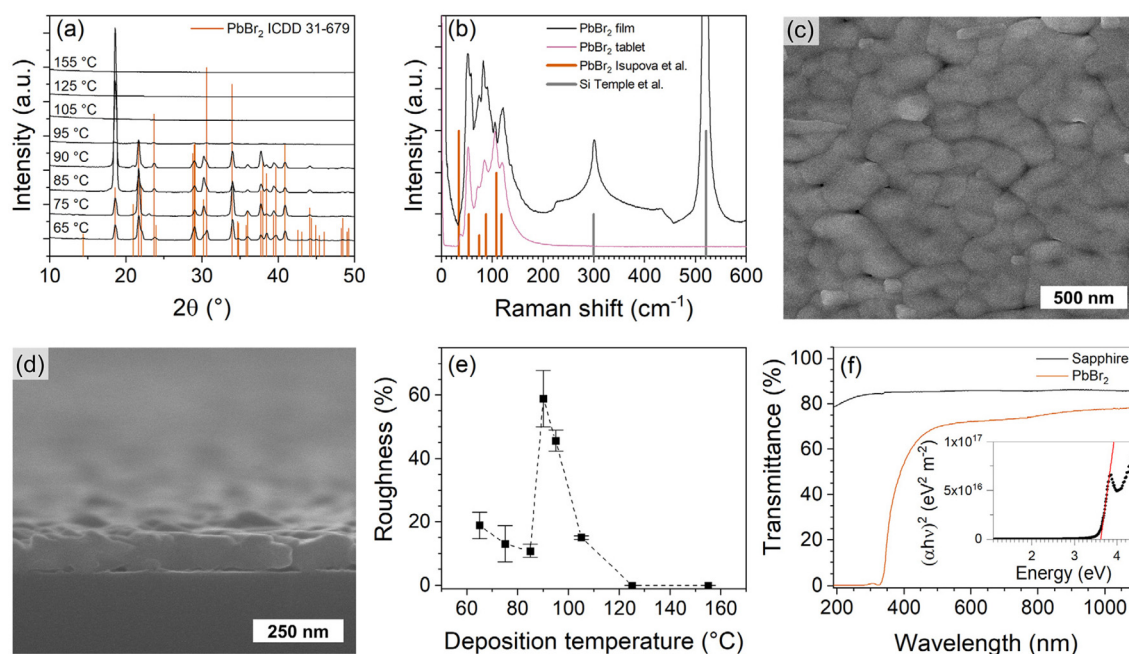 (a)
PbBr2 ICDD 31-679
155 °C
125 °C
105 °C
95 °C
90 °C
85 °C
75 °C
65 °C
Intensity (a.u.)
10 20 30 40 50
2θ (°)
(b)
PbBr2 film
PbBr2 tablet
PbBr2 Isupova et al.
Si Temple et al.
Intensity (a.u.)
0 100 200 300 400 500 600
Raman shift (cm-1)
(c)
500 nm
(d)
250 nm
(e)
Roughness (%)
60
40
20
0
60 80 100 120 140 160
Deposition temperature (°C)
(f)
Sapphire
PbBr2
Transmittance (%)
100
80
60
40
20
0
200 400 600 800 1000
Wavelength (nm)
(αhν)2 (eV2 m-2)
1x1017
5x1016
0
2 3 4
Energy (eV)